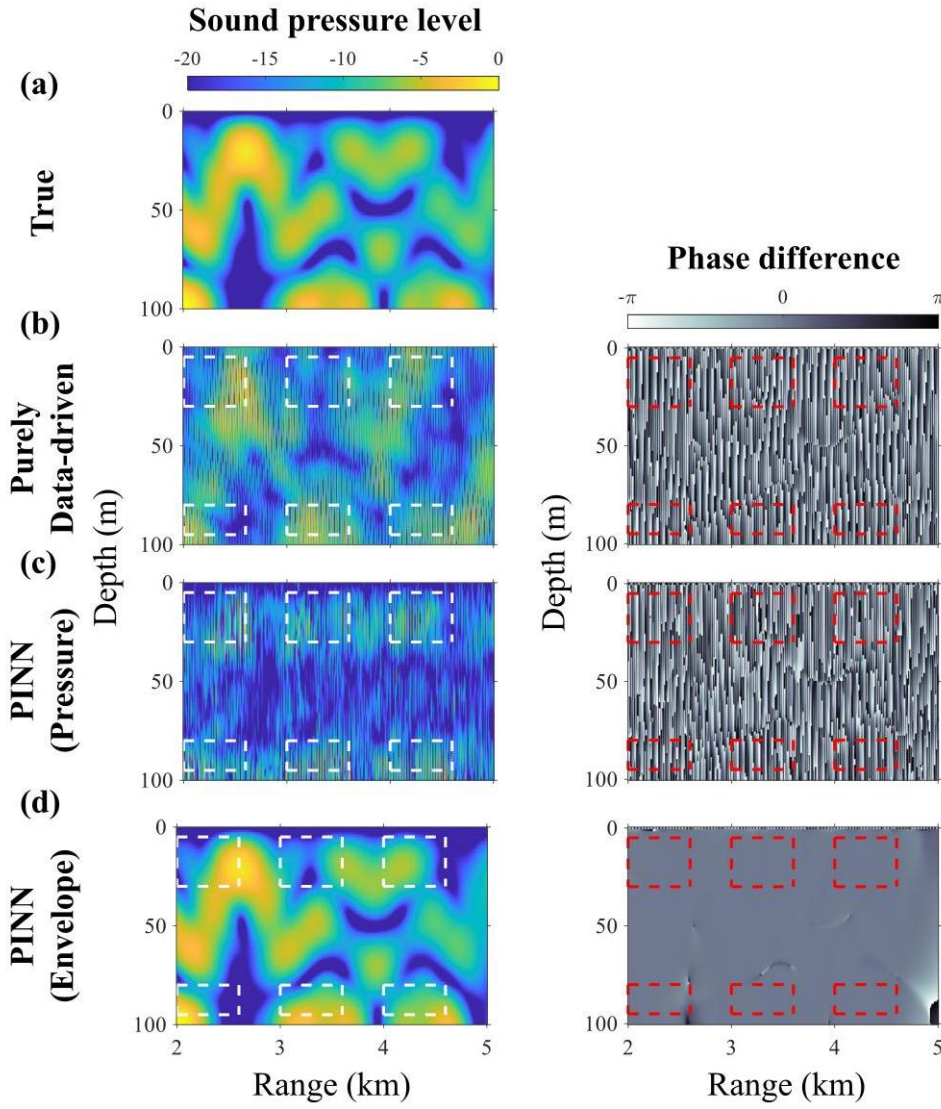 Sound pressure level
-20 -15 -10 -5 0
(a)
True
0
50
100
Phase difference
-π 0 π
(b)
Purely
Data-driven
Depth (m)
0
50
100
Depth (m)
0
50
100
(c)
PINN
(Pressure)
0
50
100
0
50
100
(d)
PINN
(Envelope)
0
50
100
2 3 4 5
Range (km)
0
50
100
2 3 4 5
Range (km)